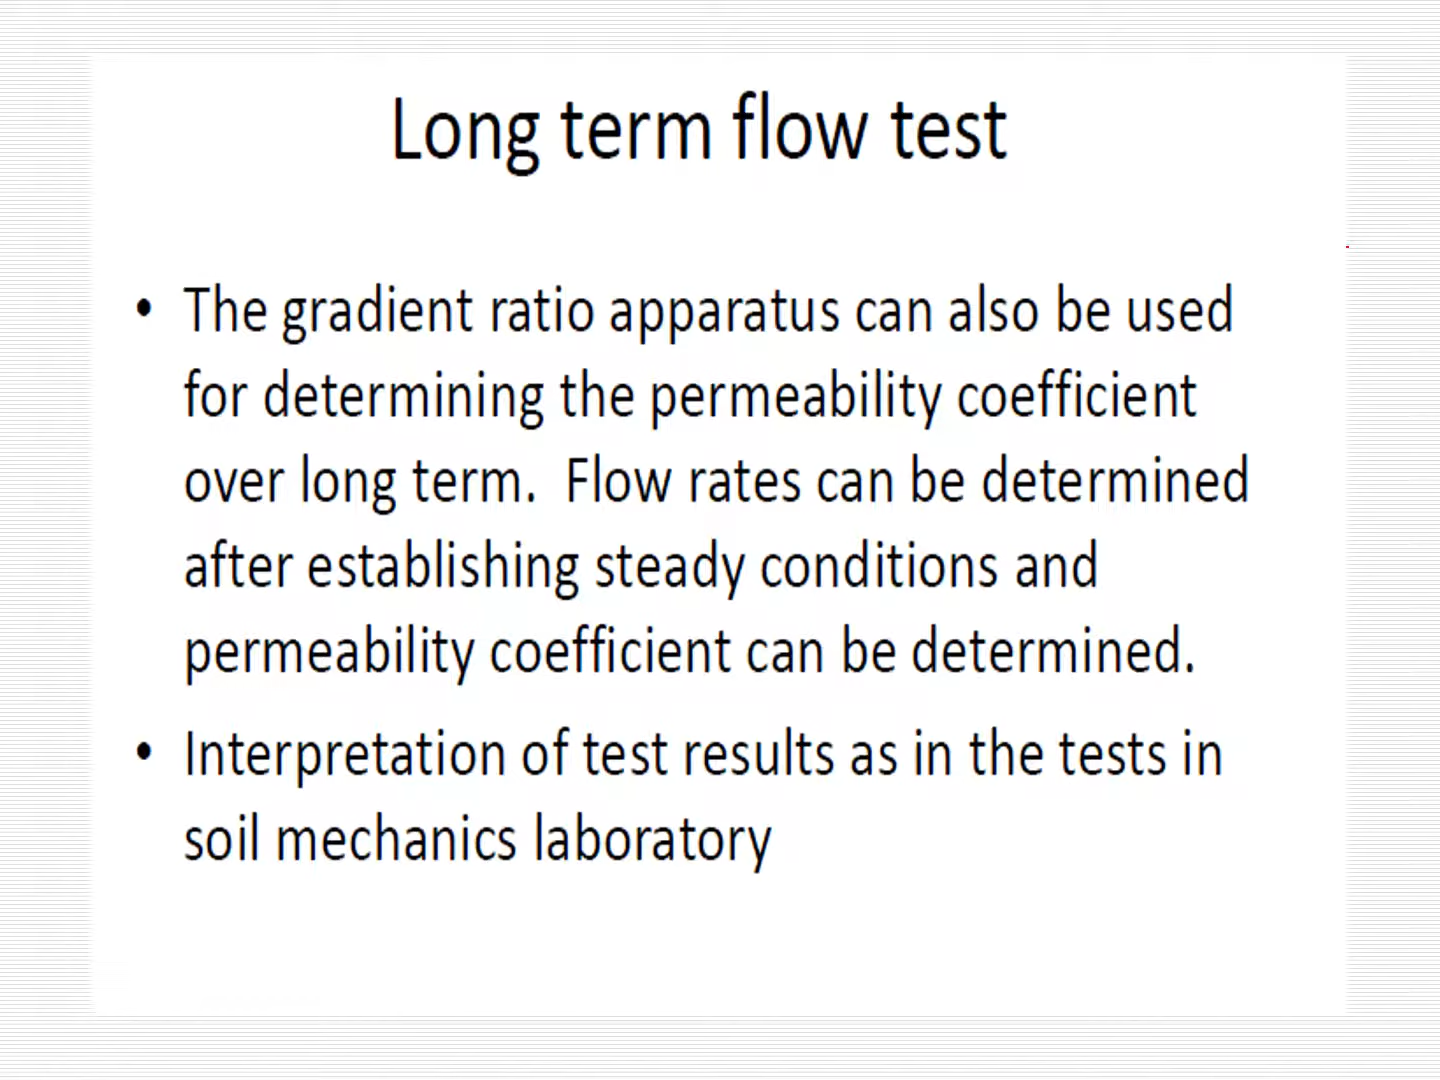 Long term flow test
• The gradient ratio apparatus can also be used
for determining the permeability coefficient
over long term.  Flow rates can be determined
after establishing steady conditions and
permeability coefficient can be determined.
• Interpretation of test results as in the tests in
soil mechanics laboratory